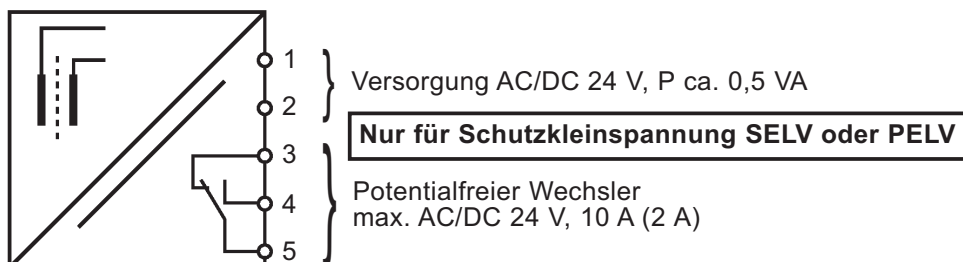 1
Versorgung AC/DC 24 V, P ca. 0,5 VA
2
Nur für Schutzkleinspannung SELV oder PELV
3
Potentialfreier Wechsler
4
max. AC/DC 24 V, 10 A (2 A)
5